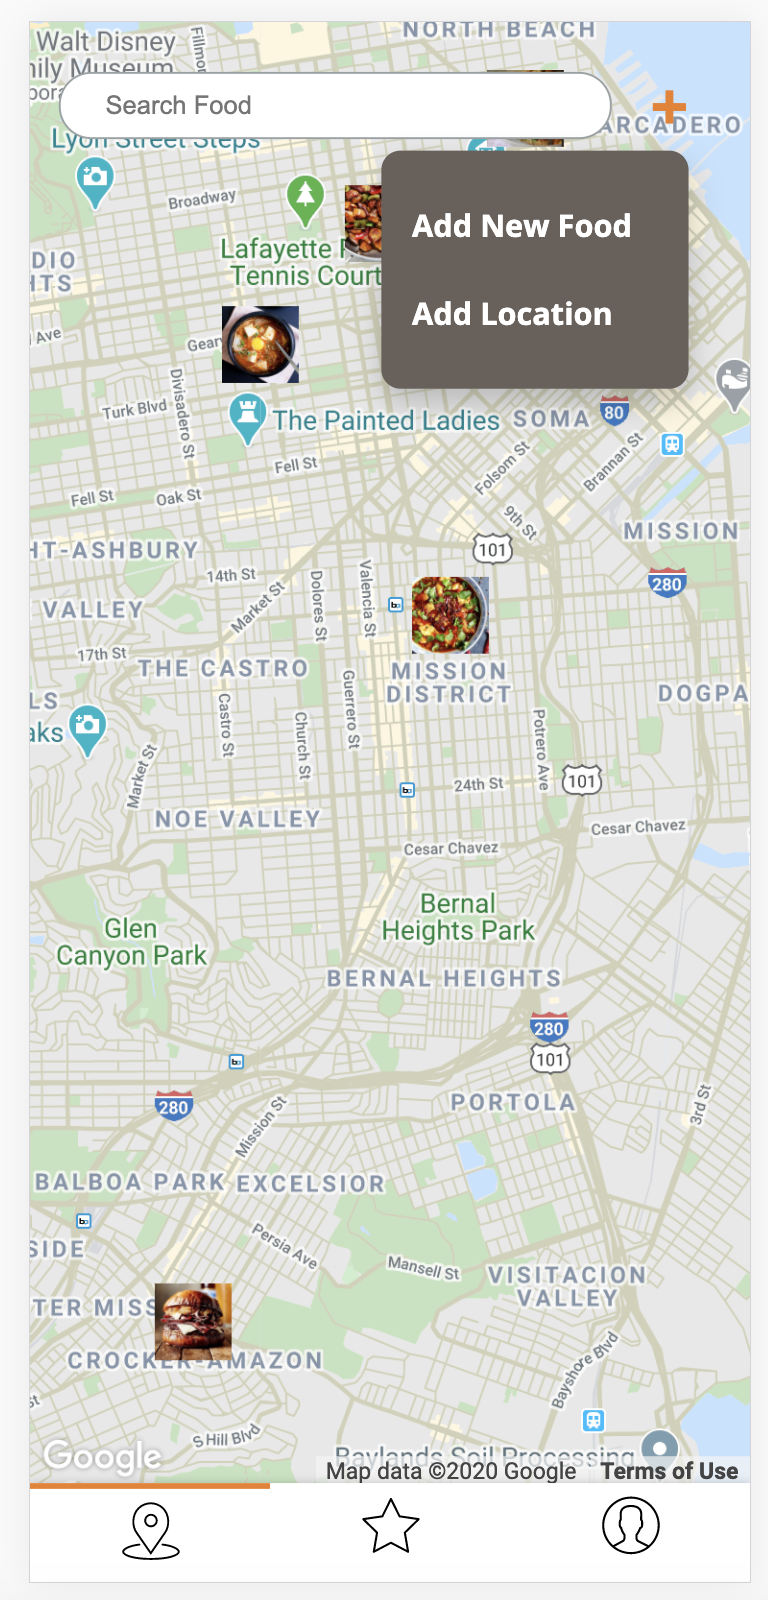 NORTH BEACH
Walt Disney
ily Museum
Search Food
ARCADERO
Lyon Street Steps
Broadway
Add New Food
Lafayette P
Tennis Court
DIO
HTS
Add Location
Ave
Gear
Turk Blvd
Divisadero St
The Painted Ladies
SOMA
80
Fell St
Folsom St
Brannan St
Fell St
Oak St
9th St
MISSION
HT-ASHBURY
101
14th St
280
Market St
Dolores St
Valencia St
VALLEY
17th St
THE CASTRO
MISSION
DISTRICT
LS
DOGPA
aks
Castro St
Church St
Guerrero St
Potrero Ave
Market St
24th St
101
NOE VALLEY
Cesar Chavez
Cesar Chavez
Glen
Canyon Park
Bernal
Heights Park
BERNAL HEIGHTS
280
101
280
Mission St
PORTOLA
3rd St
BALBOA PARK
EXCELSIOR
SIDE
Persia Ave
Mansell St
VISITACION
VALLEY
TER MISS
CROCKER-AMAZON
Bayshore Blvd
St
S Hill Blvd
Google
Baylands Soil Processing
Map data ©2020 Google
Terms of Use